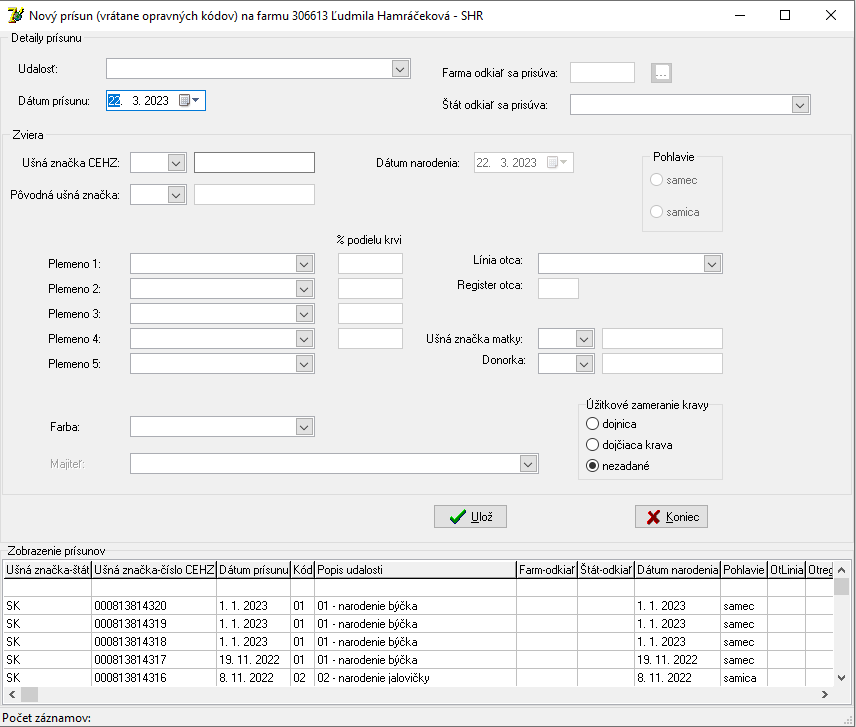 Nový prísun (vrátane opravných kódov) na farmu 306613 Ľudmila Hamráčeková - SHR
Detaily prísunu
Udalosť:
Farma odkiaľ sa prisúva:
...
Dátum prísunu:
22. 3. 2023
Štát odkiaľ sa prisúva:
Zviera
Ušná značka CEHZ:
Dátum narodenia:
22. 3. 2023
Pohlavie
samec
samica
Pôvodná ušná značka:
% podielu krvi
Plemeno 1:
Línia otca:
Plemeno 2:
Register otca:
Plemeno 3:
Plemeno 4:
Ušná značka matky:
Plemeno 5:
Donorka:
Farba:
Majiteľ:
Úžitkové zameranie kravy
dojnica
dojčiaca krava
nezadané
Ulož
Koniec
Zobrazenie prísunov
Ušná značka-štát Ušná značka-číslo CEHZ Dátum prísunu Kód Popis udalosti Farm-odkiaľ Štát-odkiaľ Dátum narodenia Pohlavie OtLinia Otreg
SK 000813814320 1. 1. 2023 01 01 - narodenie býčka 1. 1. 2023 samec
SK 000813814319 1. 1. 2023 01 01 - narodenie býčka 1. 1. 2023 samec
SK 000813814318 1. 1. 2023 01 01 - narodenie býčka 1. 1. 2023 samec
SK 000813814317 19. 11. 2022 01 01 - narodenie býčka 19. 11. 2022 samec
SK 000813814316 8. 11. 2022 02 02 - narodenie jalovičky 8. 11. 2022 samica
Počet záznamov: